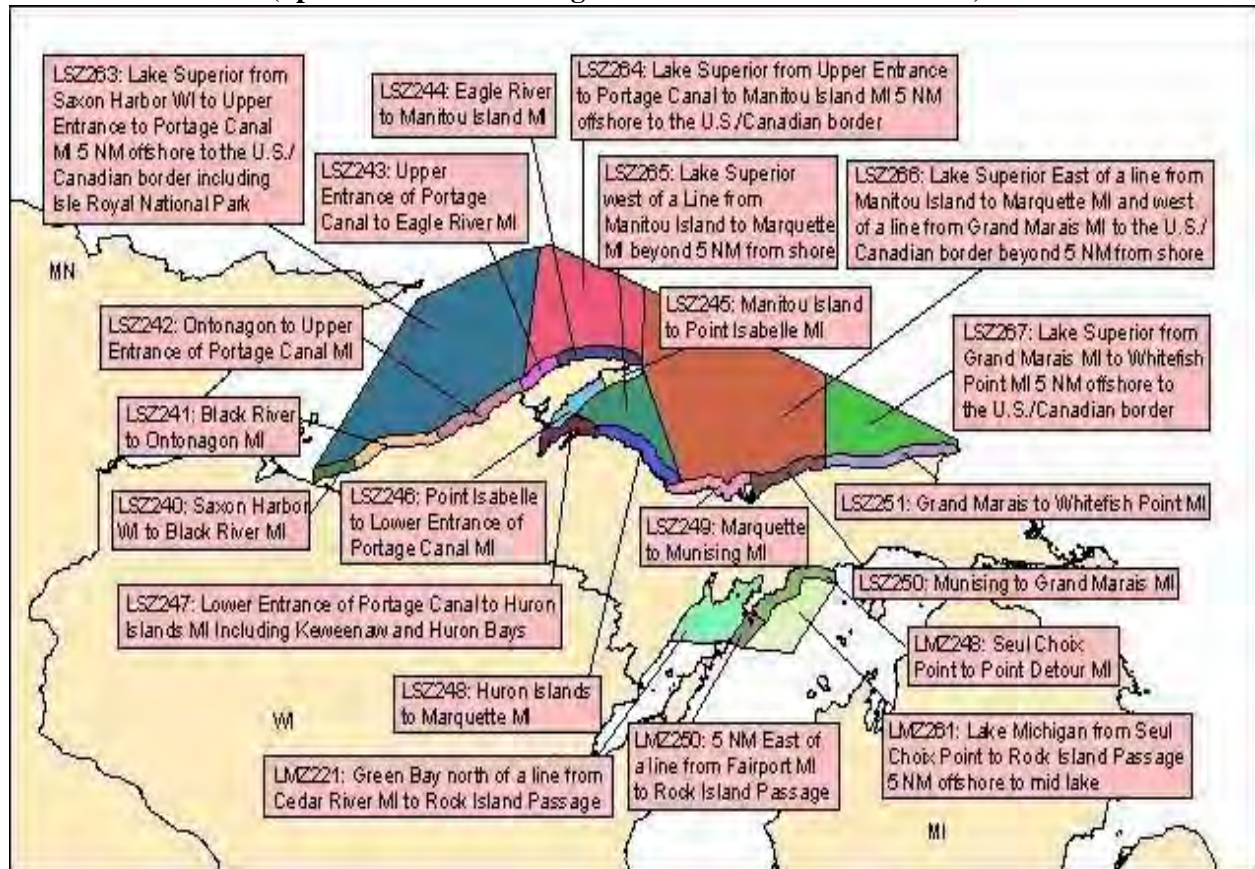 LSZ263: Lake Superior from
Saxon Harbor WI to Upper
Entrance to Portage Canal
MI 5 NM offshore to the U.S./
Canadian border including
Isle Royal National Park
LSZ244: Eagle River
to Manitou Island MI
LSZ264: Lake Superior from Upper Entrance
to Portage Canal to Manitou Island MI 5 NM
offshore to the U.S./Canadian border
LSZ243: Upper
Entrance of Portage
Canal to Eagle River MI
LSZ265: Lake Superior
west of a Line from
Manitou Island to Marquette
MI beyond 5 NM from shore
LSZ266: Lake Superior East of a line from
Manitou Island to Marquette MI and west
of a line from Grand Marais MI to the U.S./
Canadian border beyond 5 NM from shore
MN
LSZ242: Ontonagon to Upper
Entrance of Portage Canal MI
LSZ245: Manitou Island
to Point Isabelle MI
LSZ267: Lake Superior from
Grand Marais MI to Whitefish
Point MI 5 NM offshore to
the U.S./Canadian border
LSZ241: Black River
to Ontonagon MI
LSZ240: Saxon Harbor
WI to Black River MI
LSZ246: Point Isabelle
to Lower Entrance of
Portage Canal MI
LSZ249: Marquette
to Munising MI
LSZ251: Grand Marais to Whitefish Point MI
LSZ250: Munising to Grand Marais MI
LSZ247: Lower Entrance of Portage Canal to Huron
Islands MI Including Keweenaw and Huron Bays
LMZ248: Seul Choix
Point to Point Detour MI
LSZ248: Huron Islands
to Marquette MI
WI
LMZ221: Green Bay north of a line from
Cedar River MI to Rock Island Passage
LMZ250: 5 NM East of
a line from Fairport MI
to Rock Island Passage
LMZ261: Lake Michigan from Seul
Choix Point to Rock Island Passage
5 NM offshore to mid lake
MI